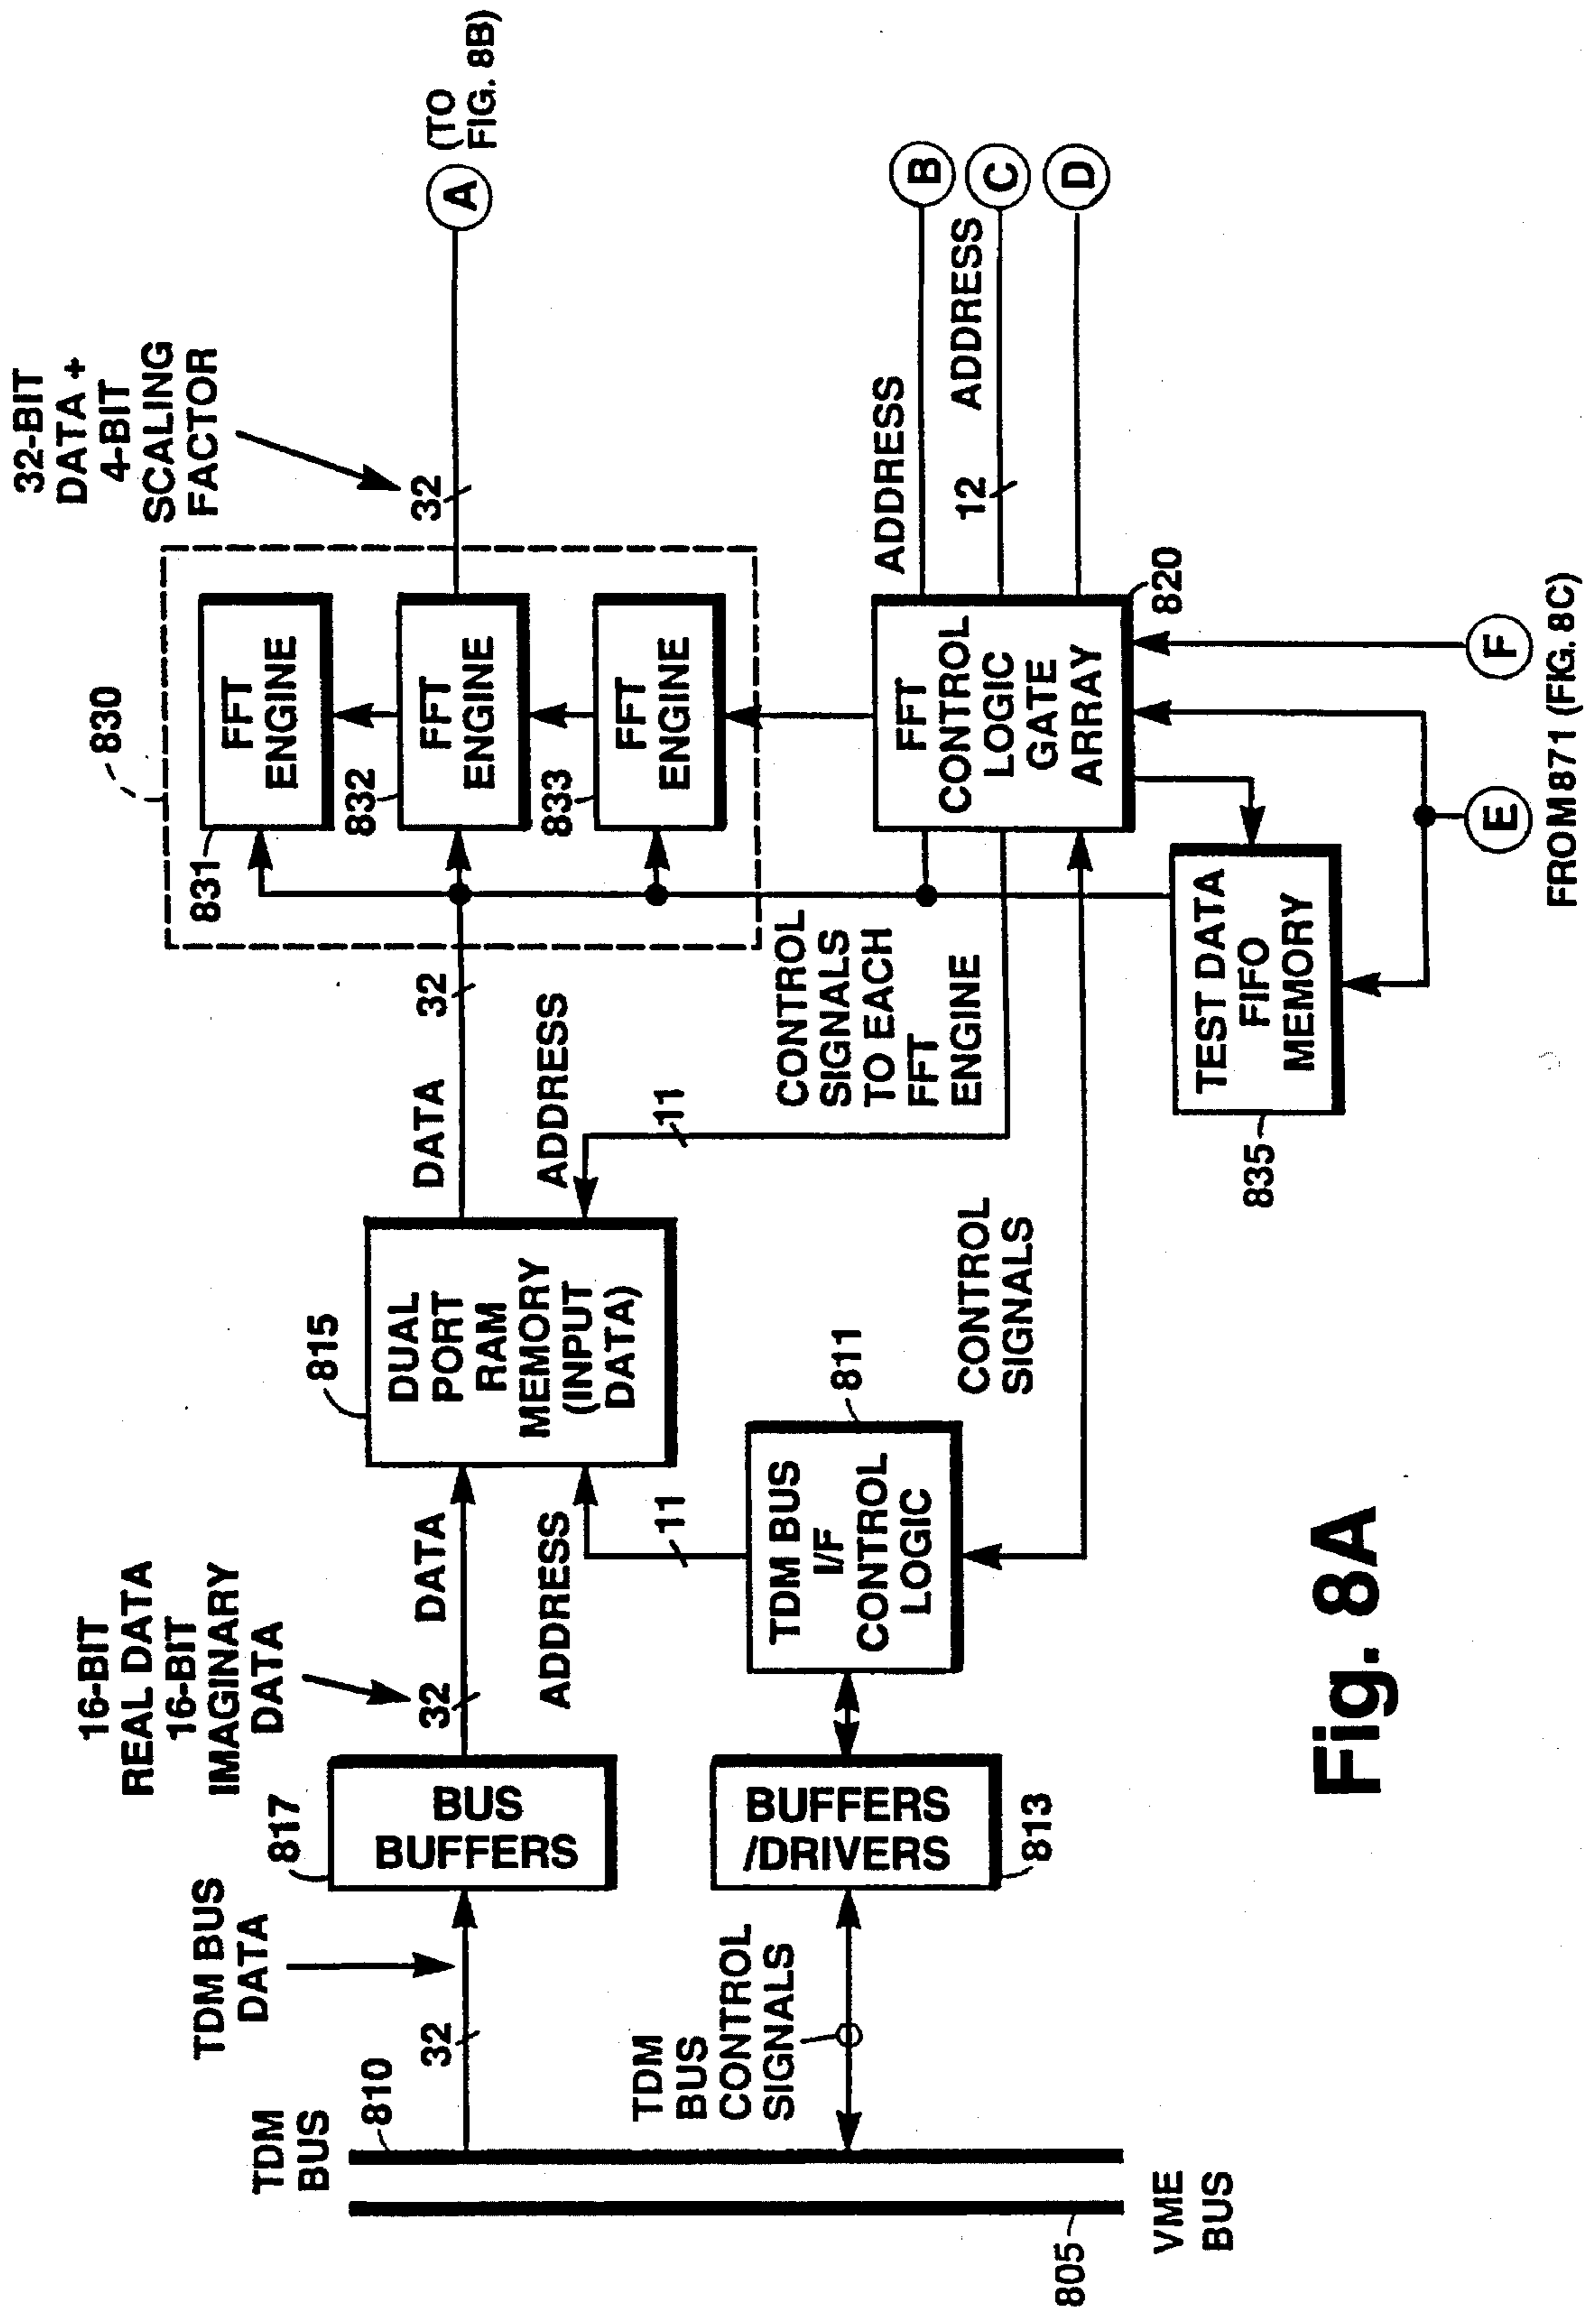 TDM
BUS
810
805
VME
BUS
TDM BUS
DATA
32
TDM
BUS
CONTROL
SIGNALS
817
BUS
BUFFERS
BUFFERS
/DRIVERS
813
16-BIT
REAL DATA
16-BIT
IMAGINARY
DATA
32
DATA
ADDRESS
11
TDM BUS
I/F
CONTROL
LOGIC
811
815
DUAL
PORT
RAM
MEMORY
(INPUT
DATA)
CONTROL
SIGNALS
DATA
32
ADDRESS
11
CONTROL
SIGNALS
TO EACH
FFT
ENGINE
835
TEST DATA
FIFO
MEMORY
830
831
FFT
ENGINE
832
FFT
ENGINE
833
FFT
ENGINE
FFT
CONTROL
LOGIC
GATE
ARRAY
820
32-BIT
DATA +
4-BIT
SCALING
FACTOR
32
A
(TO
FIG. 8B)
ADDRESS
B
12
ADDRESS
C
D
E
F
FROM 871 (FIG. 8C)
Fig. 8A